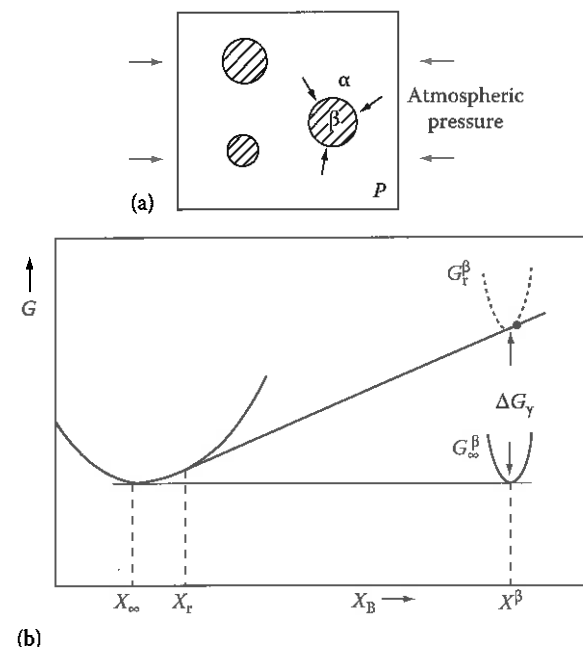 α
β
Atmospheric
pressure
P
(a)
G
G_r^β
ΔG_γ
G_∞^β
X_∞
X_r
X_B
X^β
(b)